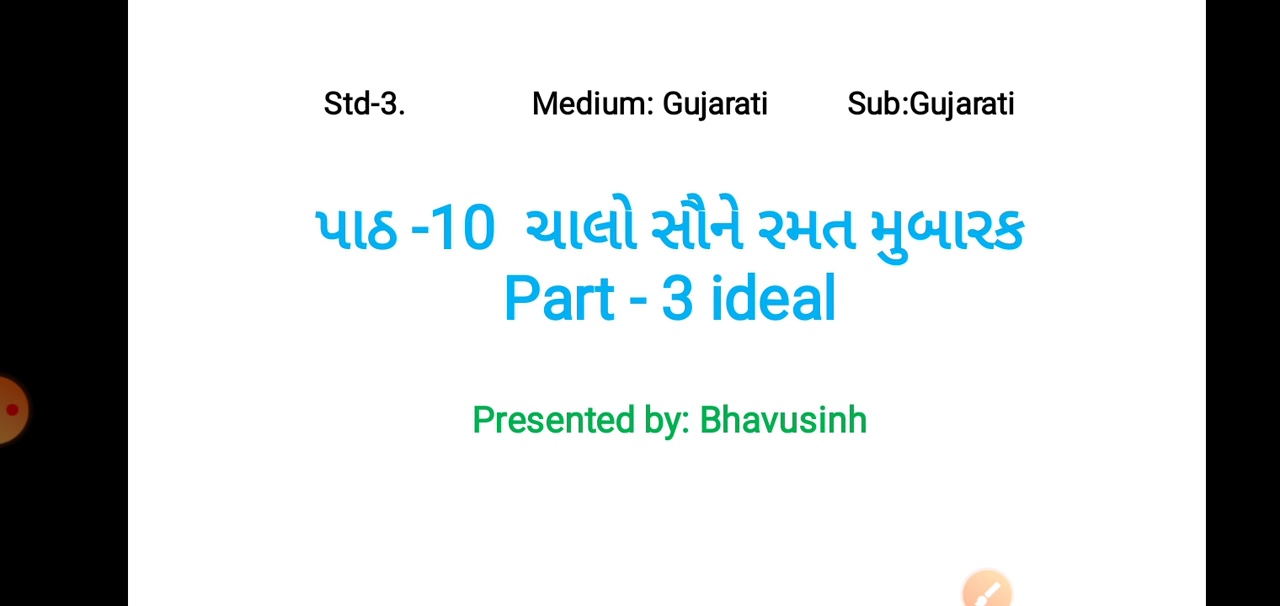 Std-3. Medium: Gujarati Sub:Gujarati
પાઠ -10 ચાલો સૌને રમત મુબારક
Part - 3 ideal
Presented by: Bhavusinh